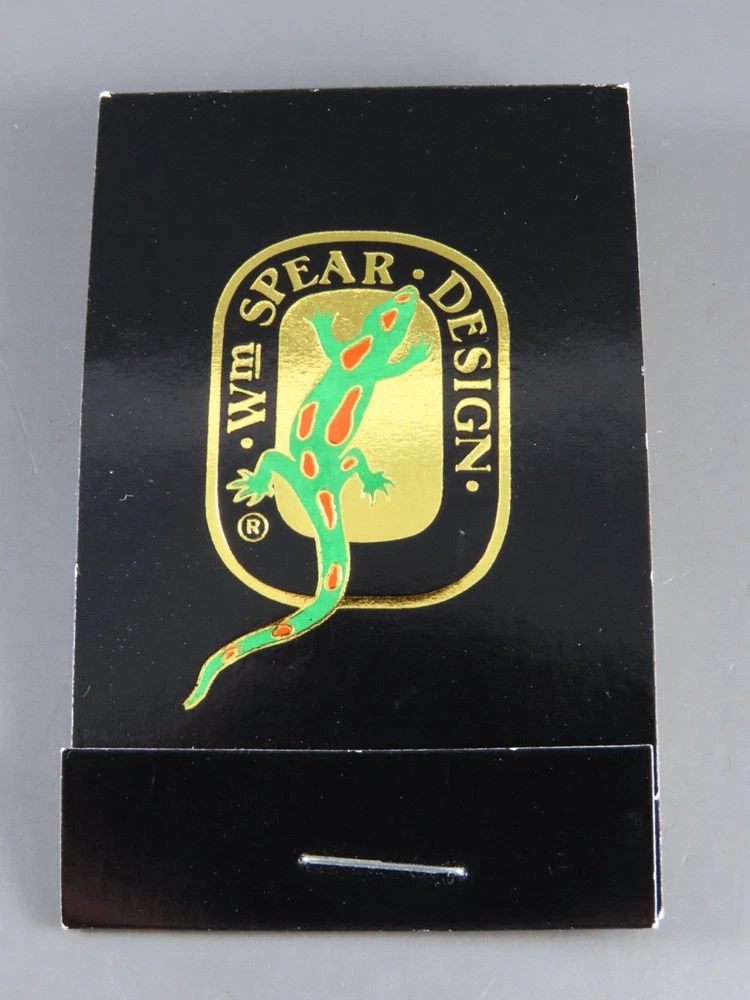 · Wm SPEAR · DESIGN ·
®